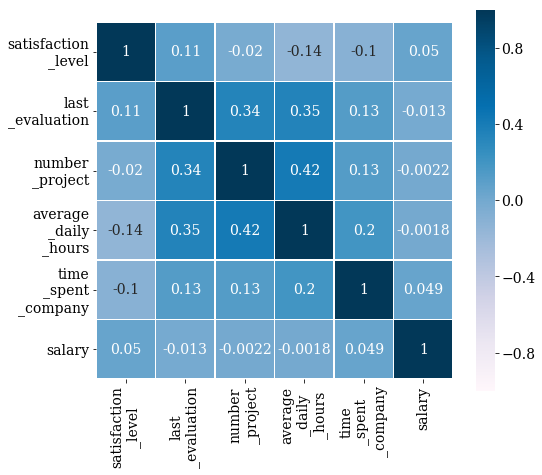 satisfaction
_level
1 0.11 -0.02 -0.14 -0.1 0.05
last
_evaluation
0.11 1 0.34 0.35 0.13 -0.013
number
_project
-0.02 0.34 1 0.42 0.13 -0.0022
average
_daily
_hours
-0.14 0.35 0.42 1 0.2 -0.0018
time
_spent
_company
-0.1 0.13 0.13 0.2 1 0.049
salary
0.05 -0.013 -0.0022 -0.0018 0.049 1
satisfaction
_level
last
_evaluation
number
_project
average
_daily
_hours
time
_spent
_company
salary
0.8
0.4
0.0
−0.4
−0.8